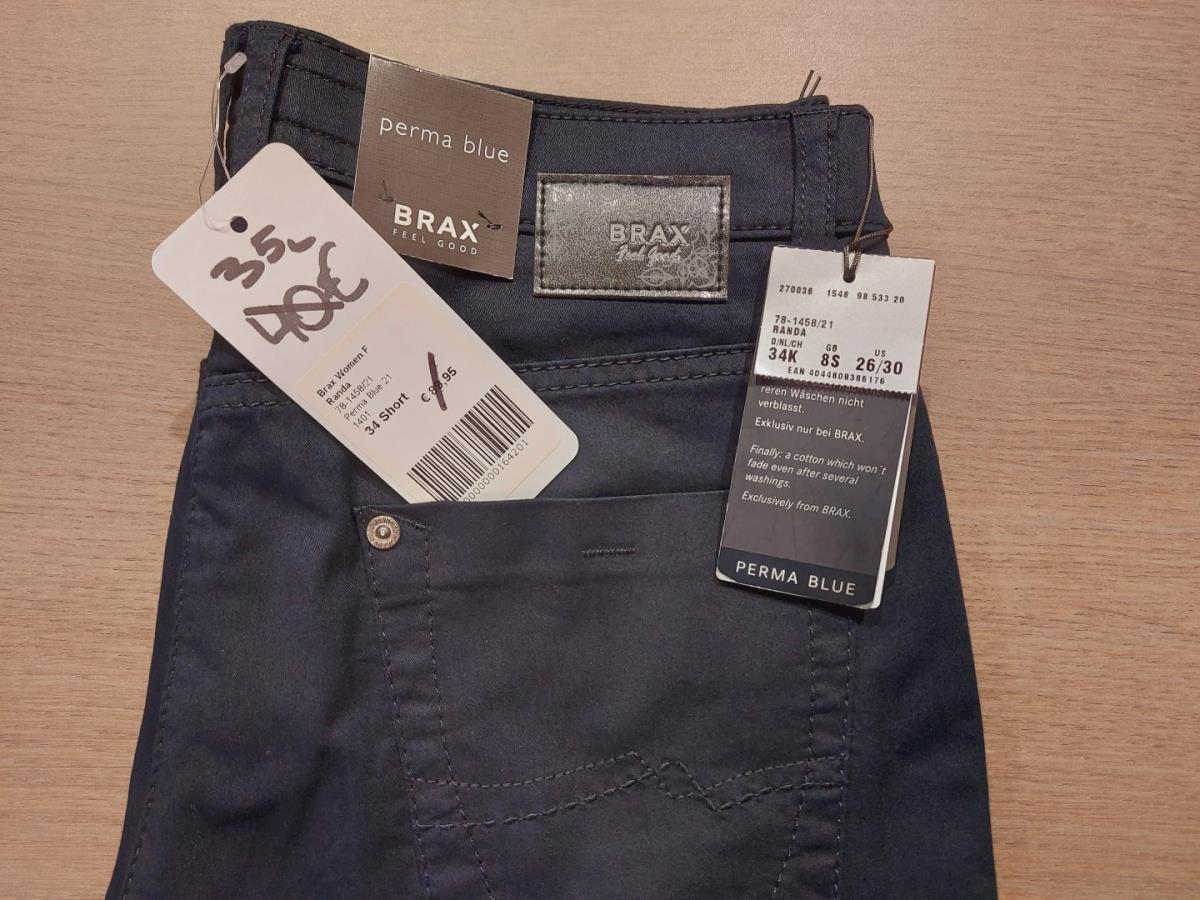 perma blue
BRAX
FEEL GOOD
BRAX
Feel Good
35
40€
Brax Women F
Randa
78-1458/21
Perma Blue 21
1401
34 Short
€ 89.95
0000000164201
270036 1548 98 533 20
78-1458/21
RANDA
D/NL/CH GB US
34K 8S 26/30
EAN 4044809386176
reren Wäschen nicht
verblasst.
Exklusiv nur bei BRAX.
Finally: a cotton which won´t
fade even after several
washings.
Exclusively from BRAX.
PERMA BLUE